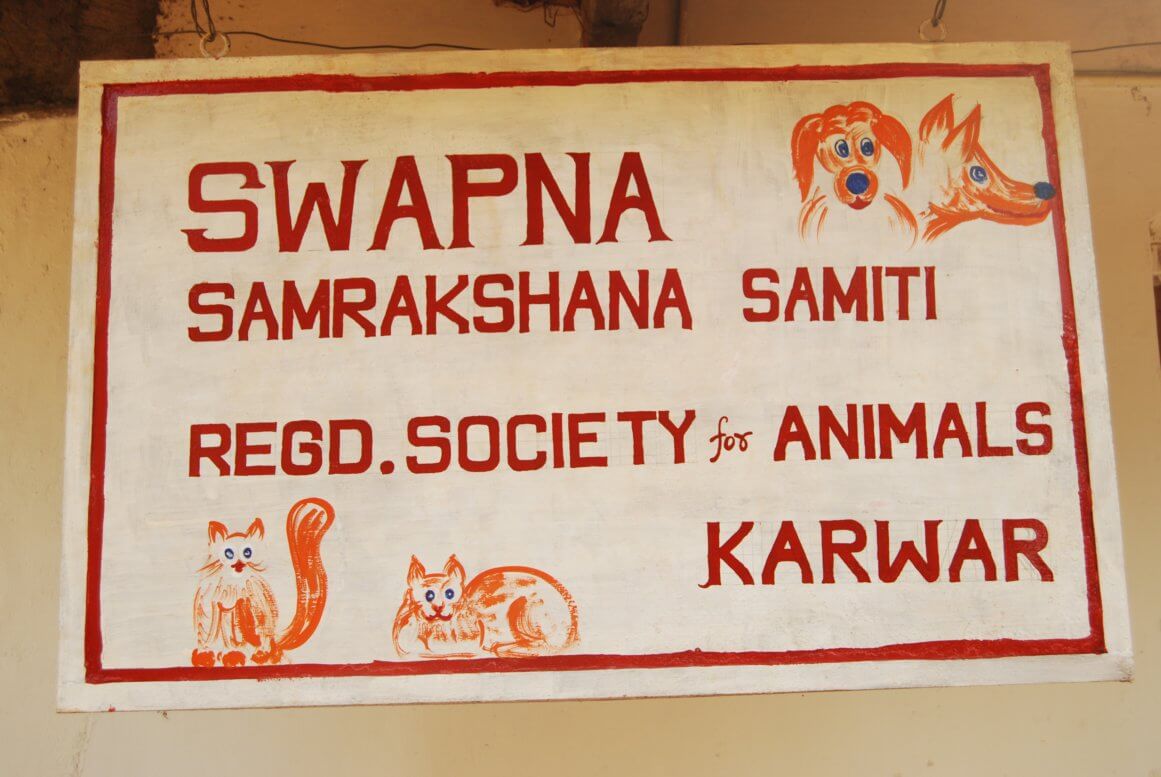 SWAPNA
SAMRAKSHANA SAMITI
REGD. SOCIETY for ANIMALS
KARWAR